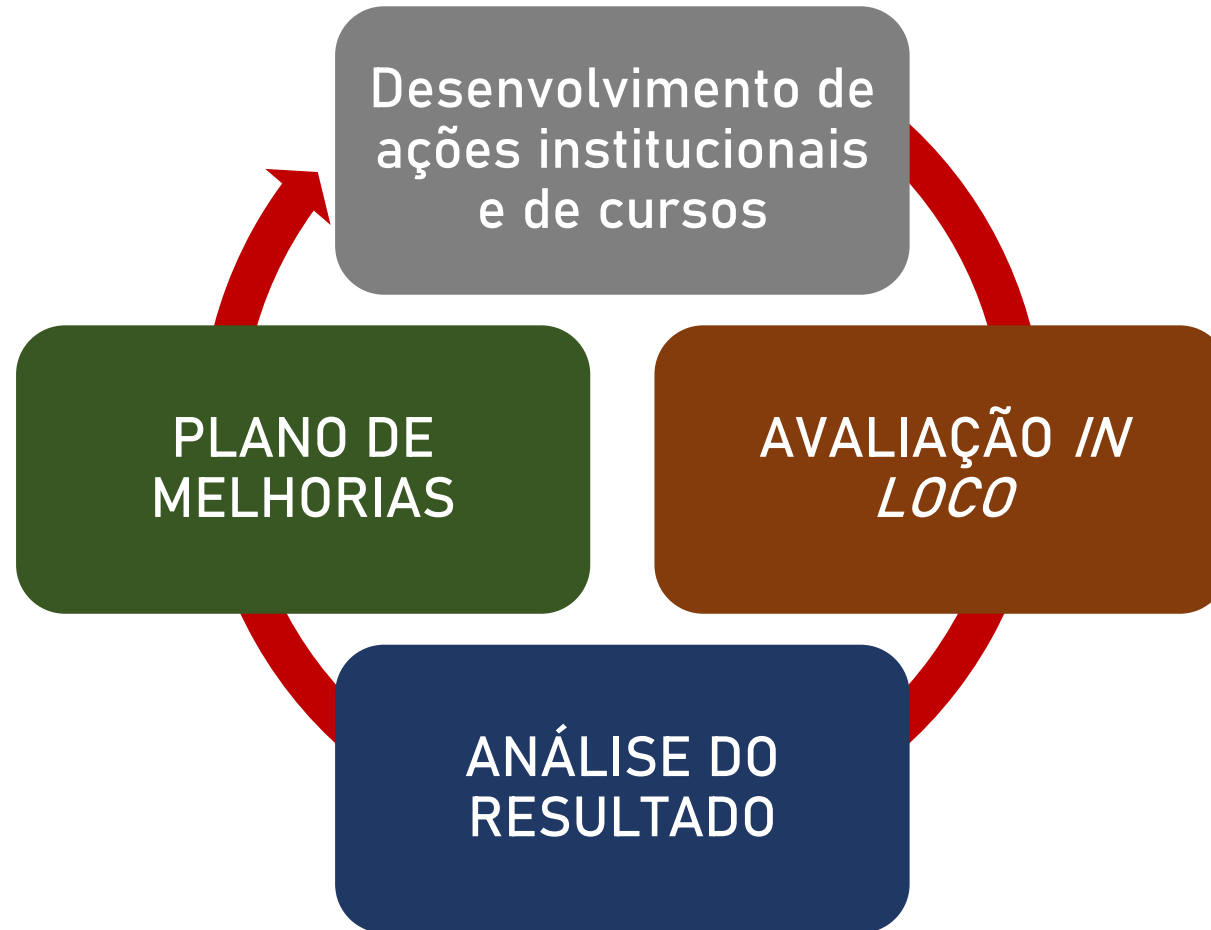 Desenvolvimento de
ações institucionais
e de cursos
PLANO DE
MELHORIAS
AVALIAÇÃO IN
LOCO
ANÁLISE DO
RESULTADO